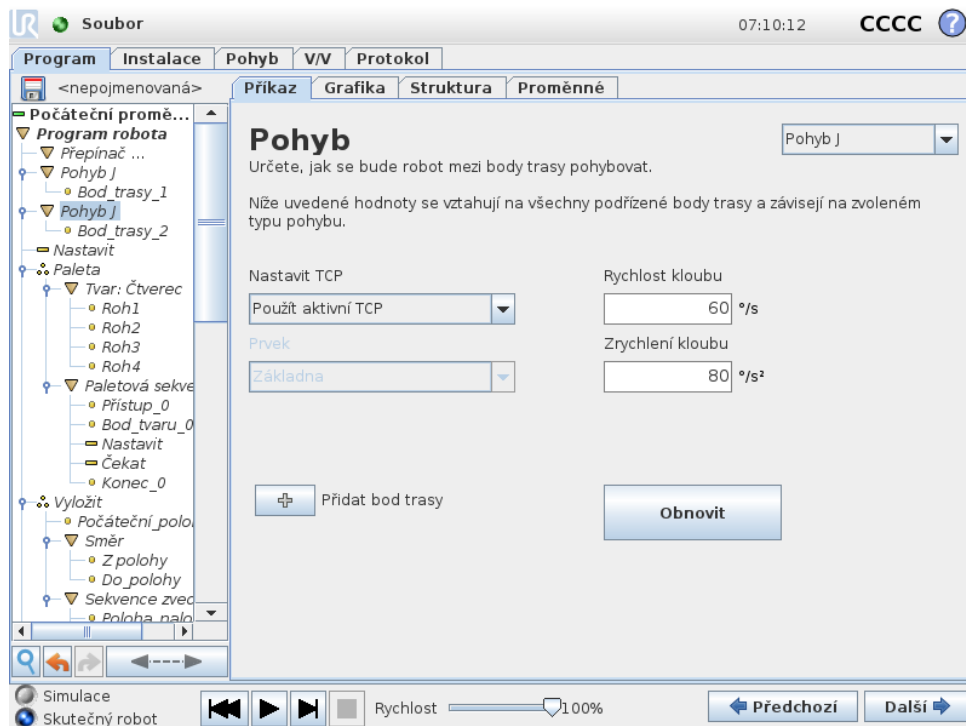 UR Soubor 07:10:12 CCCC ?
Program Instalace Pohyb V/V Protokol
<nepojmenovaná> Příkaz Grafika Struktura Proměnné
Počáteční promě...
Program robota
Přepínač ...
Pohyb J
Bod_trasy_1
Pohyb J
Bod_trasy_2
Nastavit
Paleta
Tvar: Čtverec
Roh1
Roh2
Roh3
Roh4
Paletová sekve
Přístup_0
Bod_tvaru_0
Nastavit
Čekat
Konec_0
Vyložit
Počáteční_polo
Směr
Z polohy
Do_polohy
Sekvence zved
Poloha_nalo
Pohyb
Pohyb J
Určete, jak se bude robot mezi body trasy pohybovat.
Níže uvedené hodnoty se vztahují na všechny podřízené body trasy a závisejí na zvoleném
typu pohybu.
Nastavit TCP Rychlost kloubu
Použít aktivní TCP 60 °/s
Prvek Zrychlení kloubu
Základna 80 °/s²
Přidat bod trasy Obnovit
Simulace
Skutečný robot
Rychlost 100% Předchozí Další